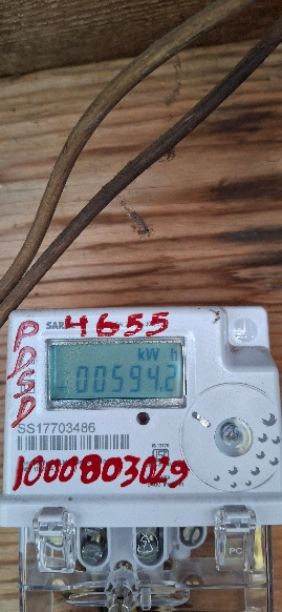 SAR 4655
PDSD
kW h
00594.2
SS17703486
1000803029
PC